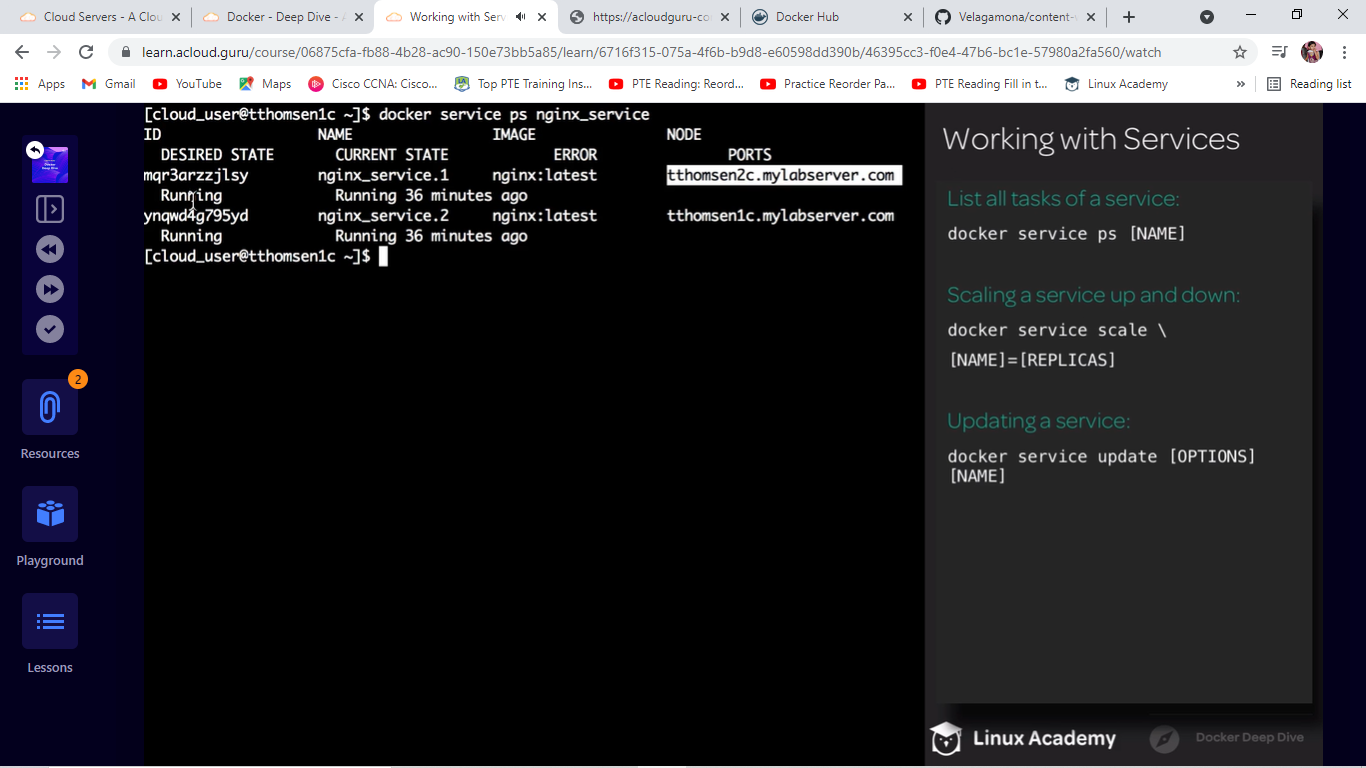 Cloud Servers - A Clou
Docker - Deep Dive - A
Working with Serv
https://acloudguru-co
Docker Hub
Velagamona/content-
learn.acloud.guru/course/06875cfa-fb88-4b28-ac90-150e73bb5a85/learn/6716f315-075a-4f6b-b9d8-e60598dd390b/46395cc3-f0e4-47b6-bc1e-57980a2fa560/watch
Apps
Gmail
YouTube
Maps
Cisco CCNA: Cisco...
Top PTE Training Ins...
PTE Reading: Reord...
Practice Reorder Pa...
PTE Reading Fill in t...
Linux Academy
»
Reading list
[cloud_user@tthomsen1c ~]$ docker service ps nginx_service
ID NAME IMAGE NODE
DESIRED STATE CURRENT STATE ERROR PORTS
mqr3arzzjlsy nginx_service.1 nginx:latest tthomsen2c.mylabserver.com
Running Running 36 minutes ago
ynqwd4g795yd nginx_service.2 nginx:latest tthomsen1c.mylabserver.com
Running Running 36 minutes ago
[cloud_user@tthomsen1c ~]$
2
Resources
Playground
Lessons
Working with Services
List all tasks of a service:
docker service ps [NAME]
Scaling a service up and down:
docker service scale \
[NAME]=[REPLICAS]
Updating a service:
docker service update [OPTIONS]
[NAME]
Linux Academy
Docker Deep Dive